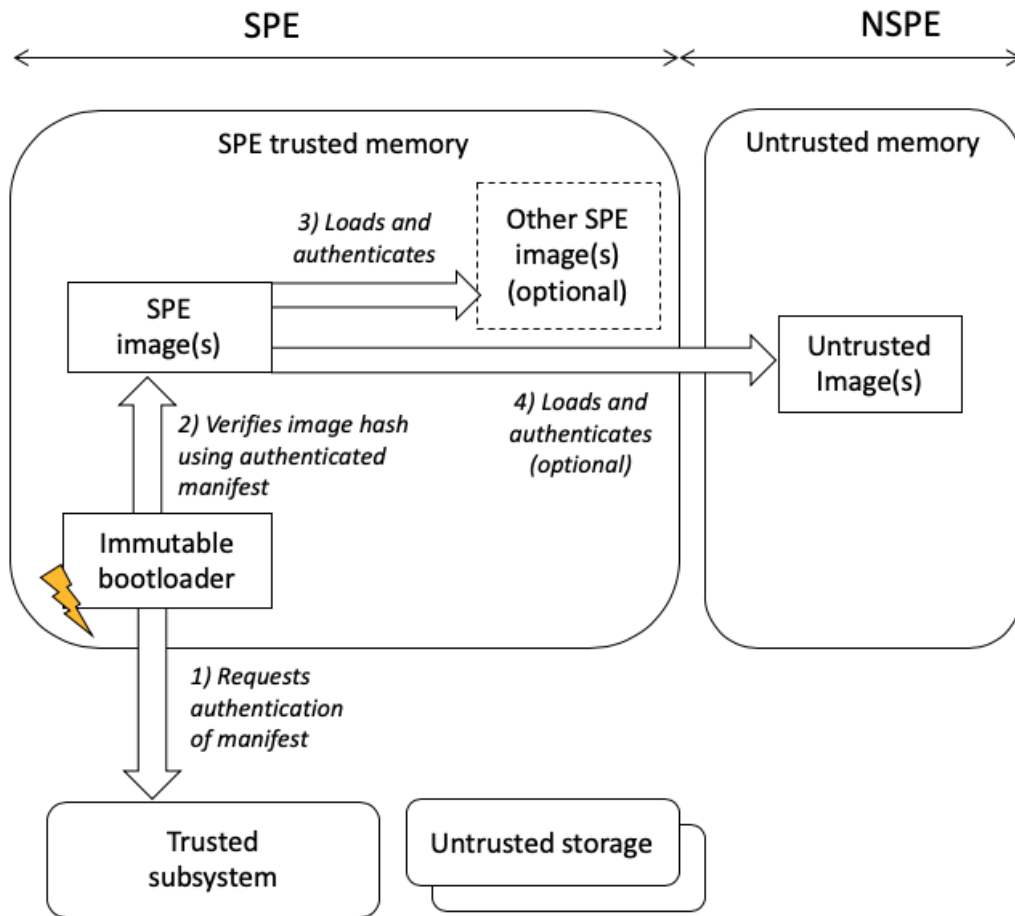 SPE
NSPE
SPE trusted memory
Untrusted memory
3) Loads and
authenticates
Other SPE
image(s)
(optional)
SPE
image(s)
Untrusted
Image(s)
4) Loads and
authenticates
(optional)
2) Verifies image hash
using authenticated
manifest
Immutable
bootloader
1) Requests
authentication
of manifest
Trusted
subsystem
Untrusted storage